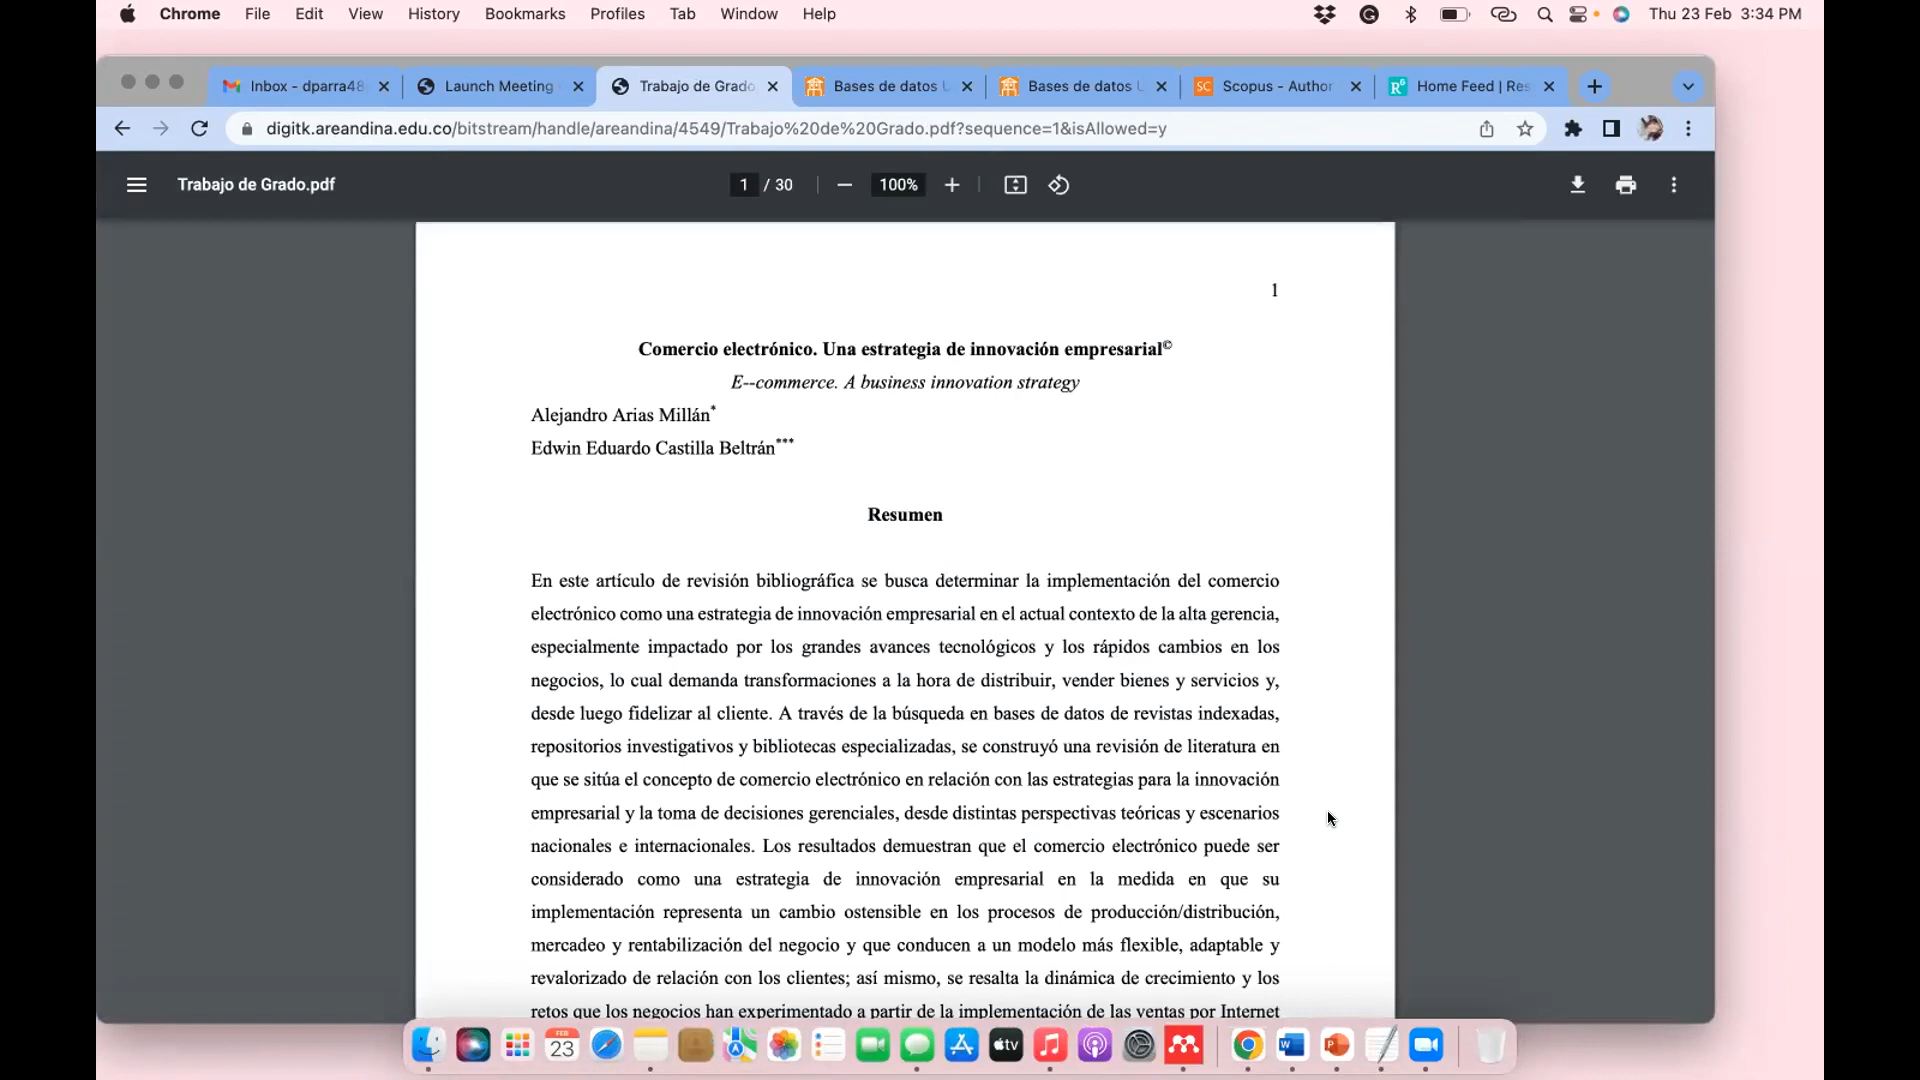 Chrome File Edit View History Bookmarks Profiles Tab Window Help Thu 23 Feb 3:34 PM
Inbox - dparra48 Launch Meeting Trabajo de Grado Bases de datos U Bases de datos U Scopus - Author Home Feed | Res
digitk.areandina.edu.co/bitstream/handle/areandina/4549/Trabajo%20de%20Grado.pdf?sequence=1&isAllowed=y
Trabajo de Grado.pdf 1 / 30 100%
1
Comercio electrónico. Una estrategia de innovación empresarial©
E--commerce. A business innovation strategy
Alejandro Arias Millán*
Edwin Eduardo Castilla Beltrán***
Resumen
En este artículo de revisión bibliográfica se busca determinar la implementación del comercio
electrónico como una estrategia de innovación empresarial en el actual contexto de la alta gerencia,
especialmente impactado por los grandes avances tecnológicos y los rápidos cambios en los
negocios, lo cual demanda transformaciones a la hora de distribuir, vender bienes y servicios y,
desde luego fidelizar al cliente. A través de la búsqueda en bases de datos de revistas indexadas,
repositorios investigativos y bibliotecas especializadas, se construyó una revisión de literatura en
que se sitúa el concepto de comercio electrónico en relación con las estrategias para la innovación
empresarial y la toma de decisiones gerenciales, desde distintas perspectivas teóricas y escenarios
nacionales e internacionales. Los resultados demuestran que el comercio electrónico puede ser
considerado como una estrategia de innovación empresarial en la medida en que su
implementación representa un cambio ostensible en los procesos de producción/distribución,
mercadeo y rentabilización del negocio y que conducen a un modelo más flexible, adaptable y
revalorizado de relación con los clientes; así mismo, se resalta la dinámica de crecimiento y los
retos que los negocios han experimentado a partir de la implementación de las ventas por Internet
FEB
23
tv
W
P